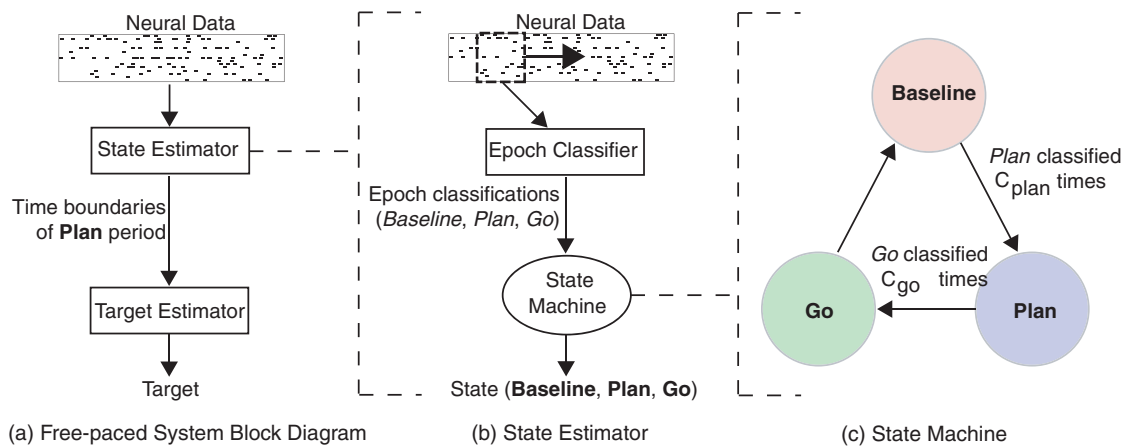 Neural Data
State Estimator
Time boundaries
of Plan period
Target Estimator
Target
(a) Free-paced System Block Diagram
Neural Data
Epoch Classifier
Epoch classifications
(Baseline, Plan, Go)
State
Machine
State (Baseline, Plan, Go)
(b) State Estimator
Baseline
Plan classified
Cplan times
Go classified
Cgo times
Go
Plan
(c) State Machine